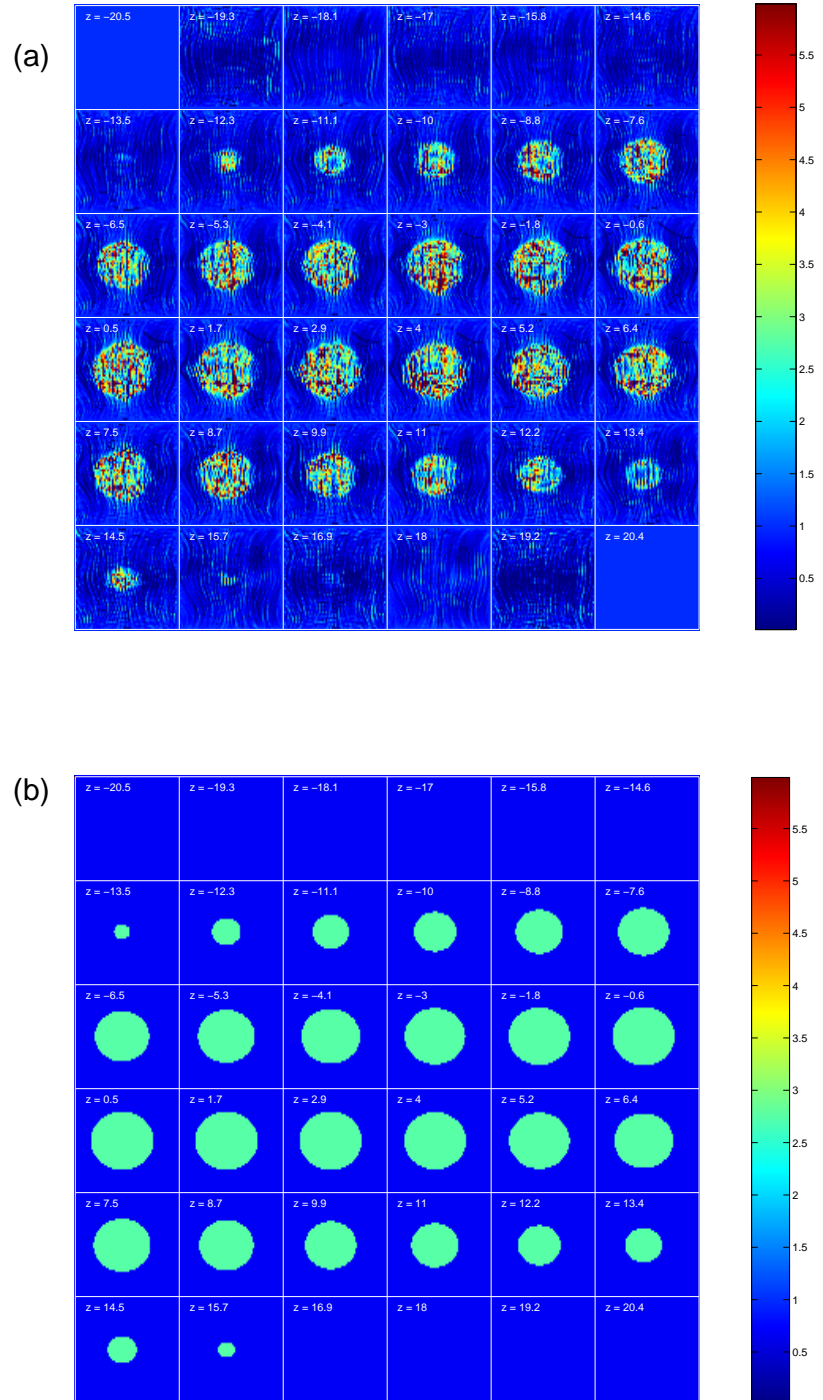 (a)
z = −20.5 z = −19.3 z = −18.1 z = −17 z = −15.8 z = −14.6
z = −13.5 z = −12.3 z = −11.1 z = −10 z = −8.8 z = −7.6
z = −6.5 z = −5.3 z = −4.1 z = −3 z = −1.8 z = −0.6
z = 0.5 z = 1.7 z = 2.9 z = 4 z = 5.2 z = 6.4
z = 7.5 z = 8.7 z = 9.9 z = 11 z = 12.2 z = 13.4
z = 14.5 z = 15.7 z = 16.9 z = 18 z = 19.2 z = 20.4
5.5
5
4.5
4
3.5
3
2.5
2
1.5
1
0.5
(b)
z = −20.5 z = −19.3 z = −18.1 z = −17 z = −15.8 z = −14.6
z = −13.5 z = −12.3 z = −11.1 z = −10 z = −8.8 z = −7.6
z = −6.5 z = −5.3 z = −4.1 z = −3 z = −1.8 z = −0.6
z = 0.5 z = 1.7 z = 2.9 z = 4 z = 5.2 z = 6.4
z = 7.5 z = 8.7 z = 9.9 z = 11 z = 12.2 z = 13.4
z = 14.5 z = 15.7 z = 16.9 z = 18 z = 19.2 z = 20.4
5.5
5
4.5
4
3.5
3
2.5
2
1.5
1
0.5